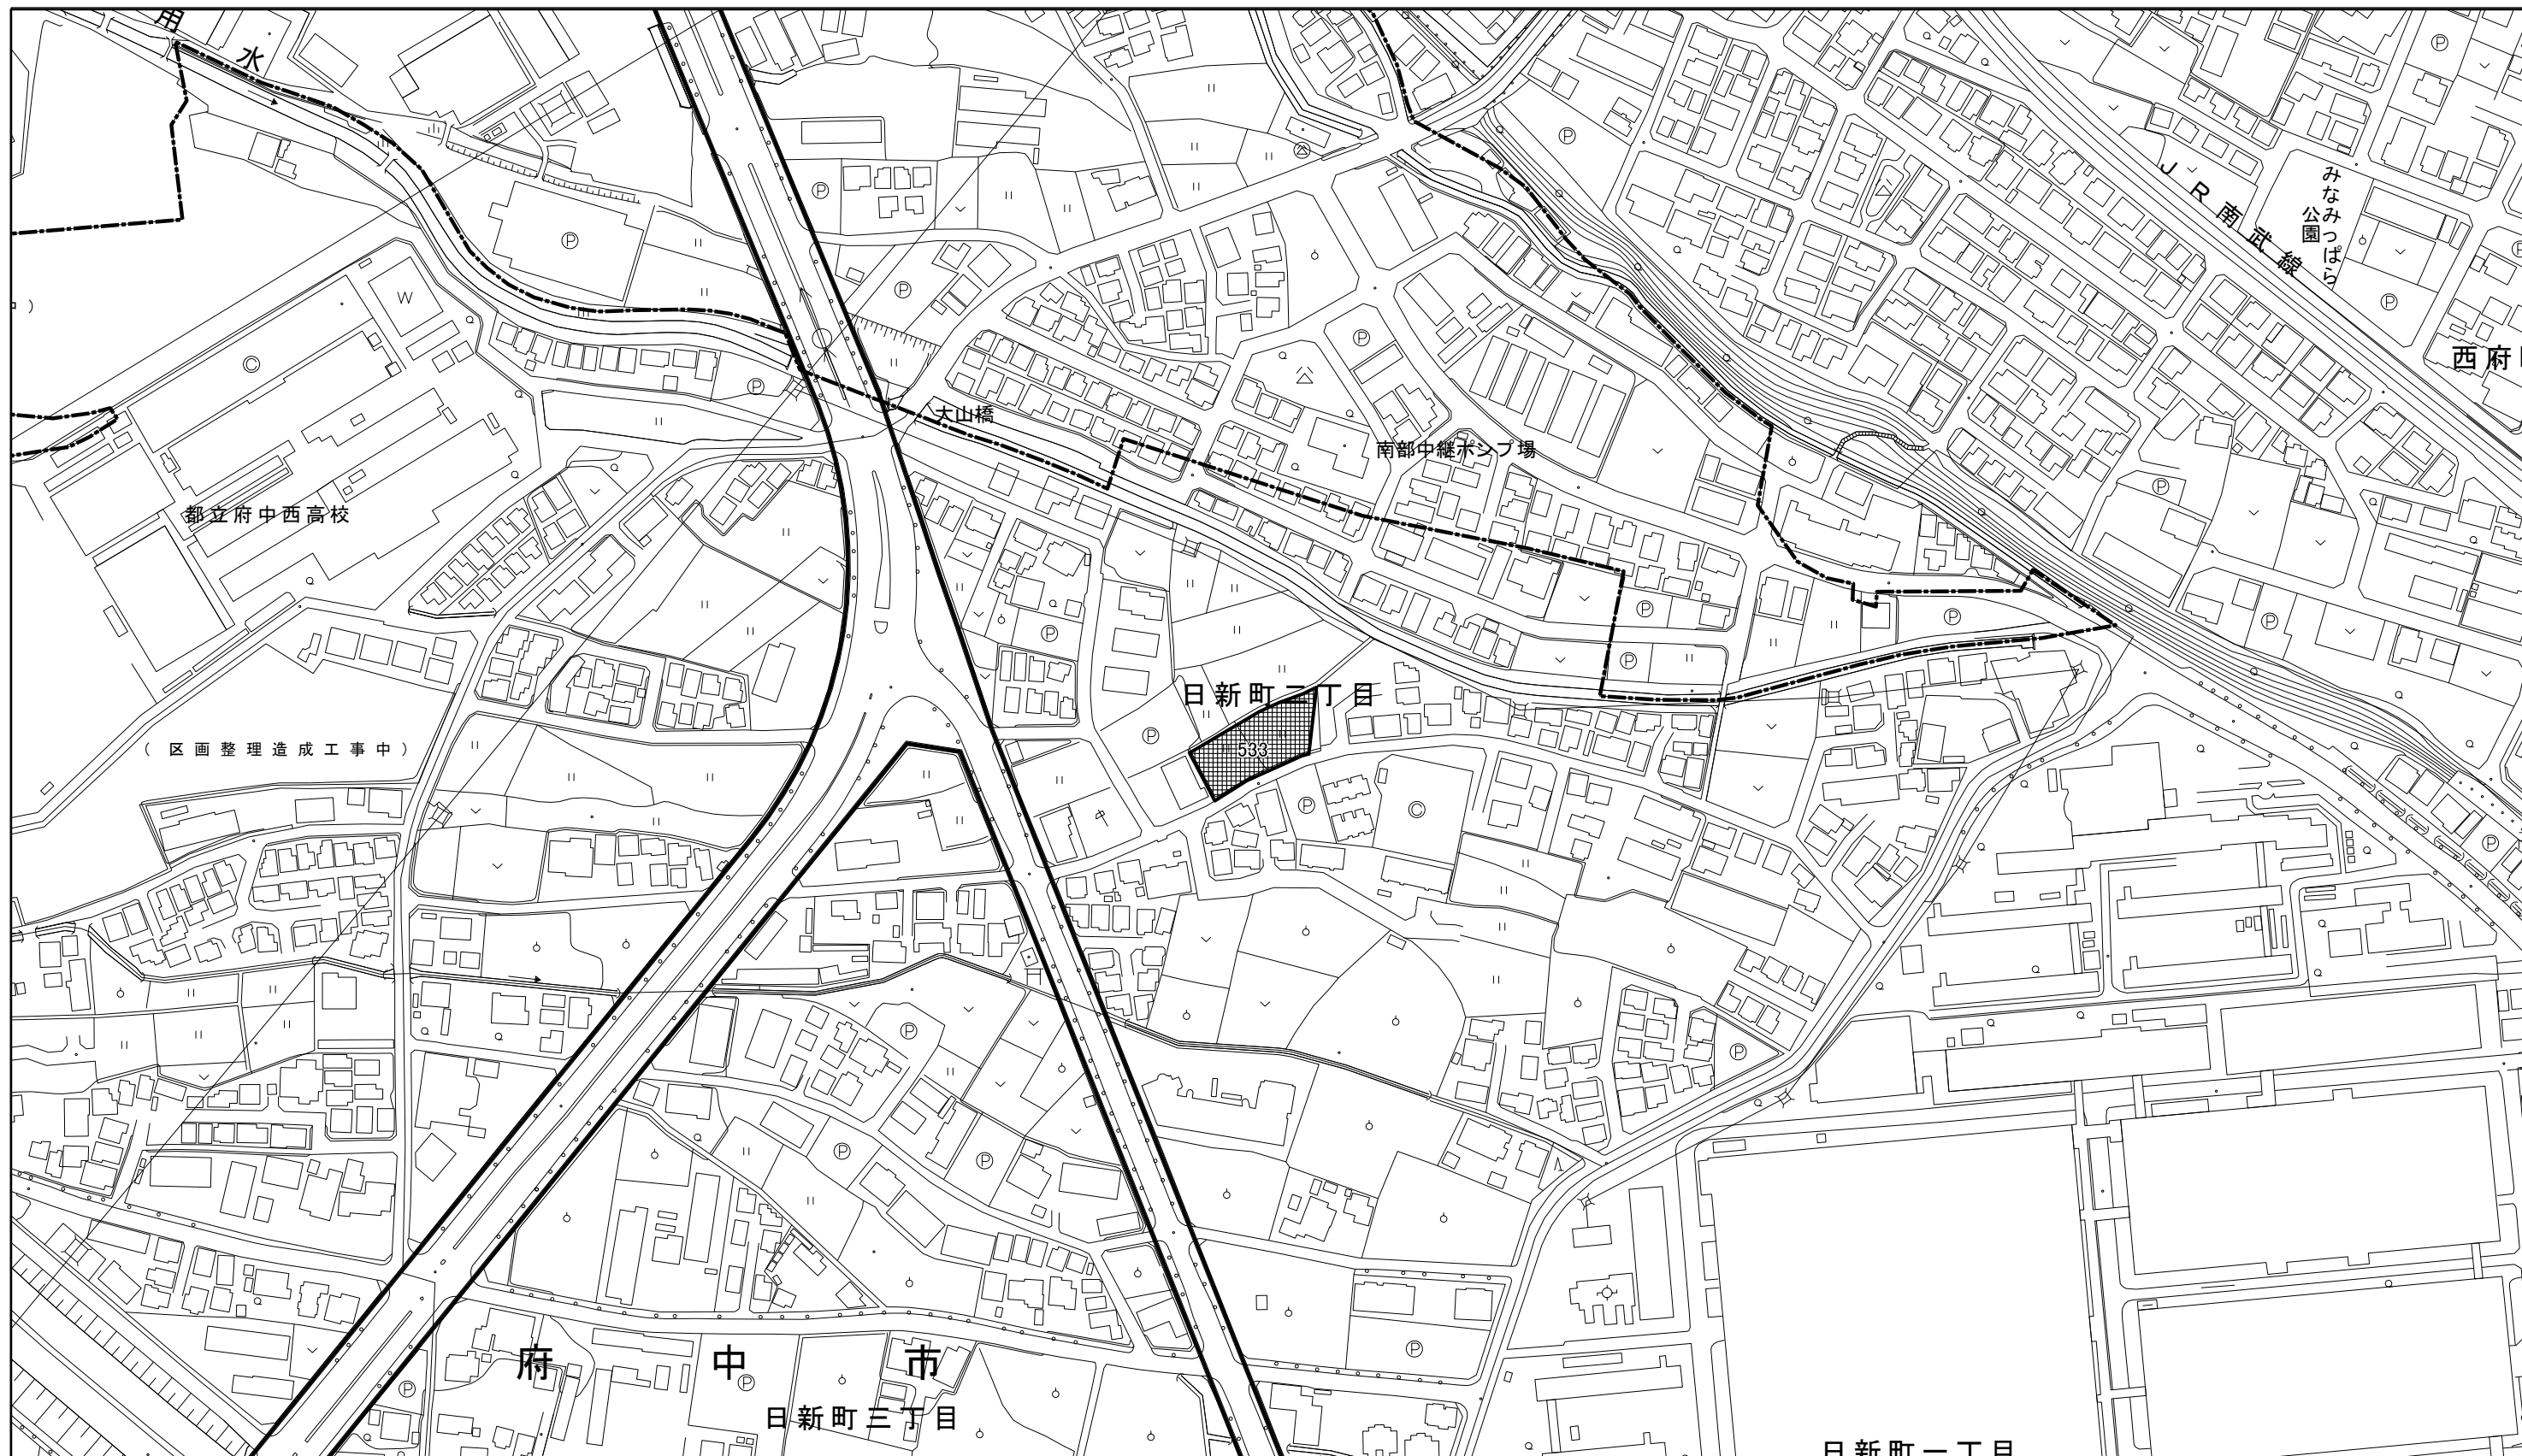 用
水
JR南武線
みなみっぱら
公園
西府
大山橋
南部中継ポンプ場
都立府中西高校
日新町二丁目
533
(区画整理造成工事中)
府中市
日新町三丁目
日新町一丁目